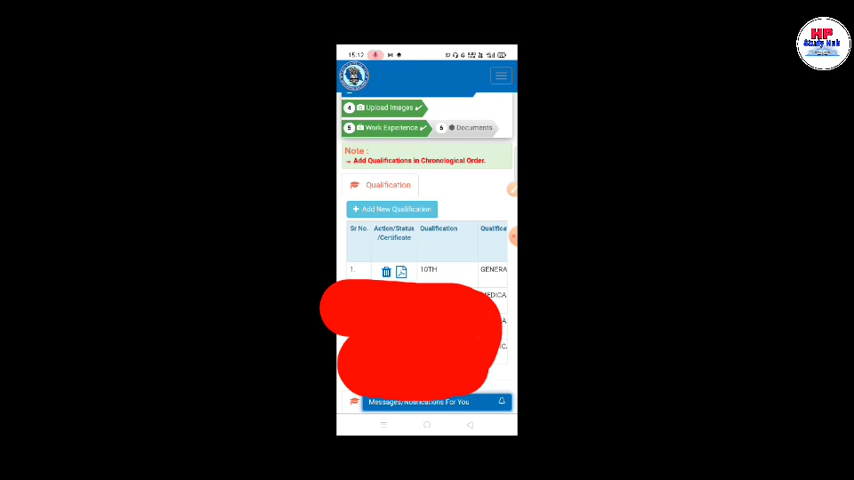 HP
Study Hub
15.12
4 Upload Images
5 Work Experience
6 Documents
Note :
→ Add Qualifications in Chronological Order.
Qualification
+ Add New Qualification
Sr No.
Action/Status
/Certificate
Qualification
Qualifica
1.
10TH
GENERA
MEDICA
Messages/Notifications For You